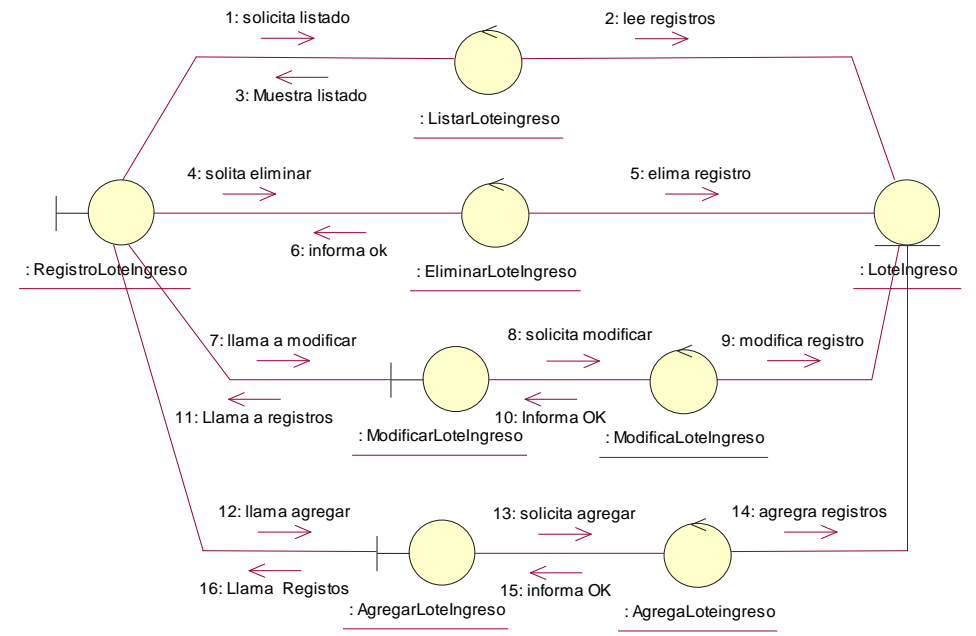 1: solicita listado
2: lee registros
3: Muestra listado
: ListarLoteingreso
4: solita eliminar
5: elima registro
6: informa ok
: RegistroLoteIngreso
: EliminarLoteIngreso
: LoteIngreso
7: llama a modificar
8: solicita modificar
9: modifica registro
11: Llama a registros
10: Informa OK
: ModificarLoteIngreso
: ModificaLoteIngreso
12: llama agregar
13: solicita agregar
14: agregra registros
16: Llama  Registos
15: informa OK
: AgregarLoteIngreso
: AgregaLoteingreso